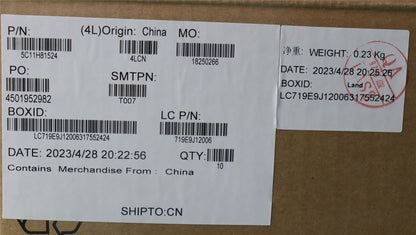 P/N:
(4L)Origin: China
MO:
5C11H81524
4LCN
18250266
PO:
SMTPN:
4501952982
T007
BOXID:
LC P/N:
LC719E9J12006317552424
719E9J12006
DATE: 2023/4/28 20:22:56
QTY:
10
Contains Merchandise From : China
SHIPTO:CN
净重: WEIGHT: 0.23 Kg
DATE: 2023/4/28 20:25:26
BOXID:
Land
LC719E9J12006317552424
QA